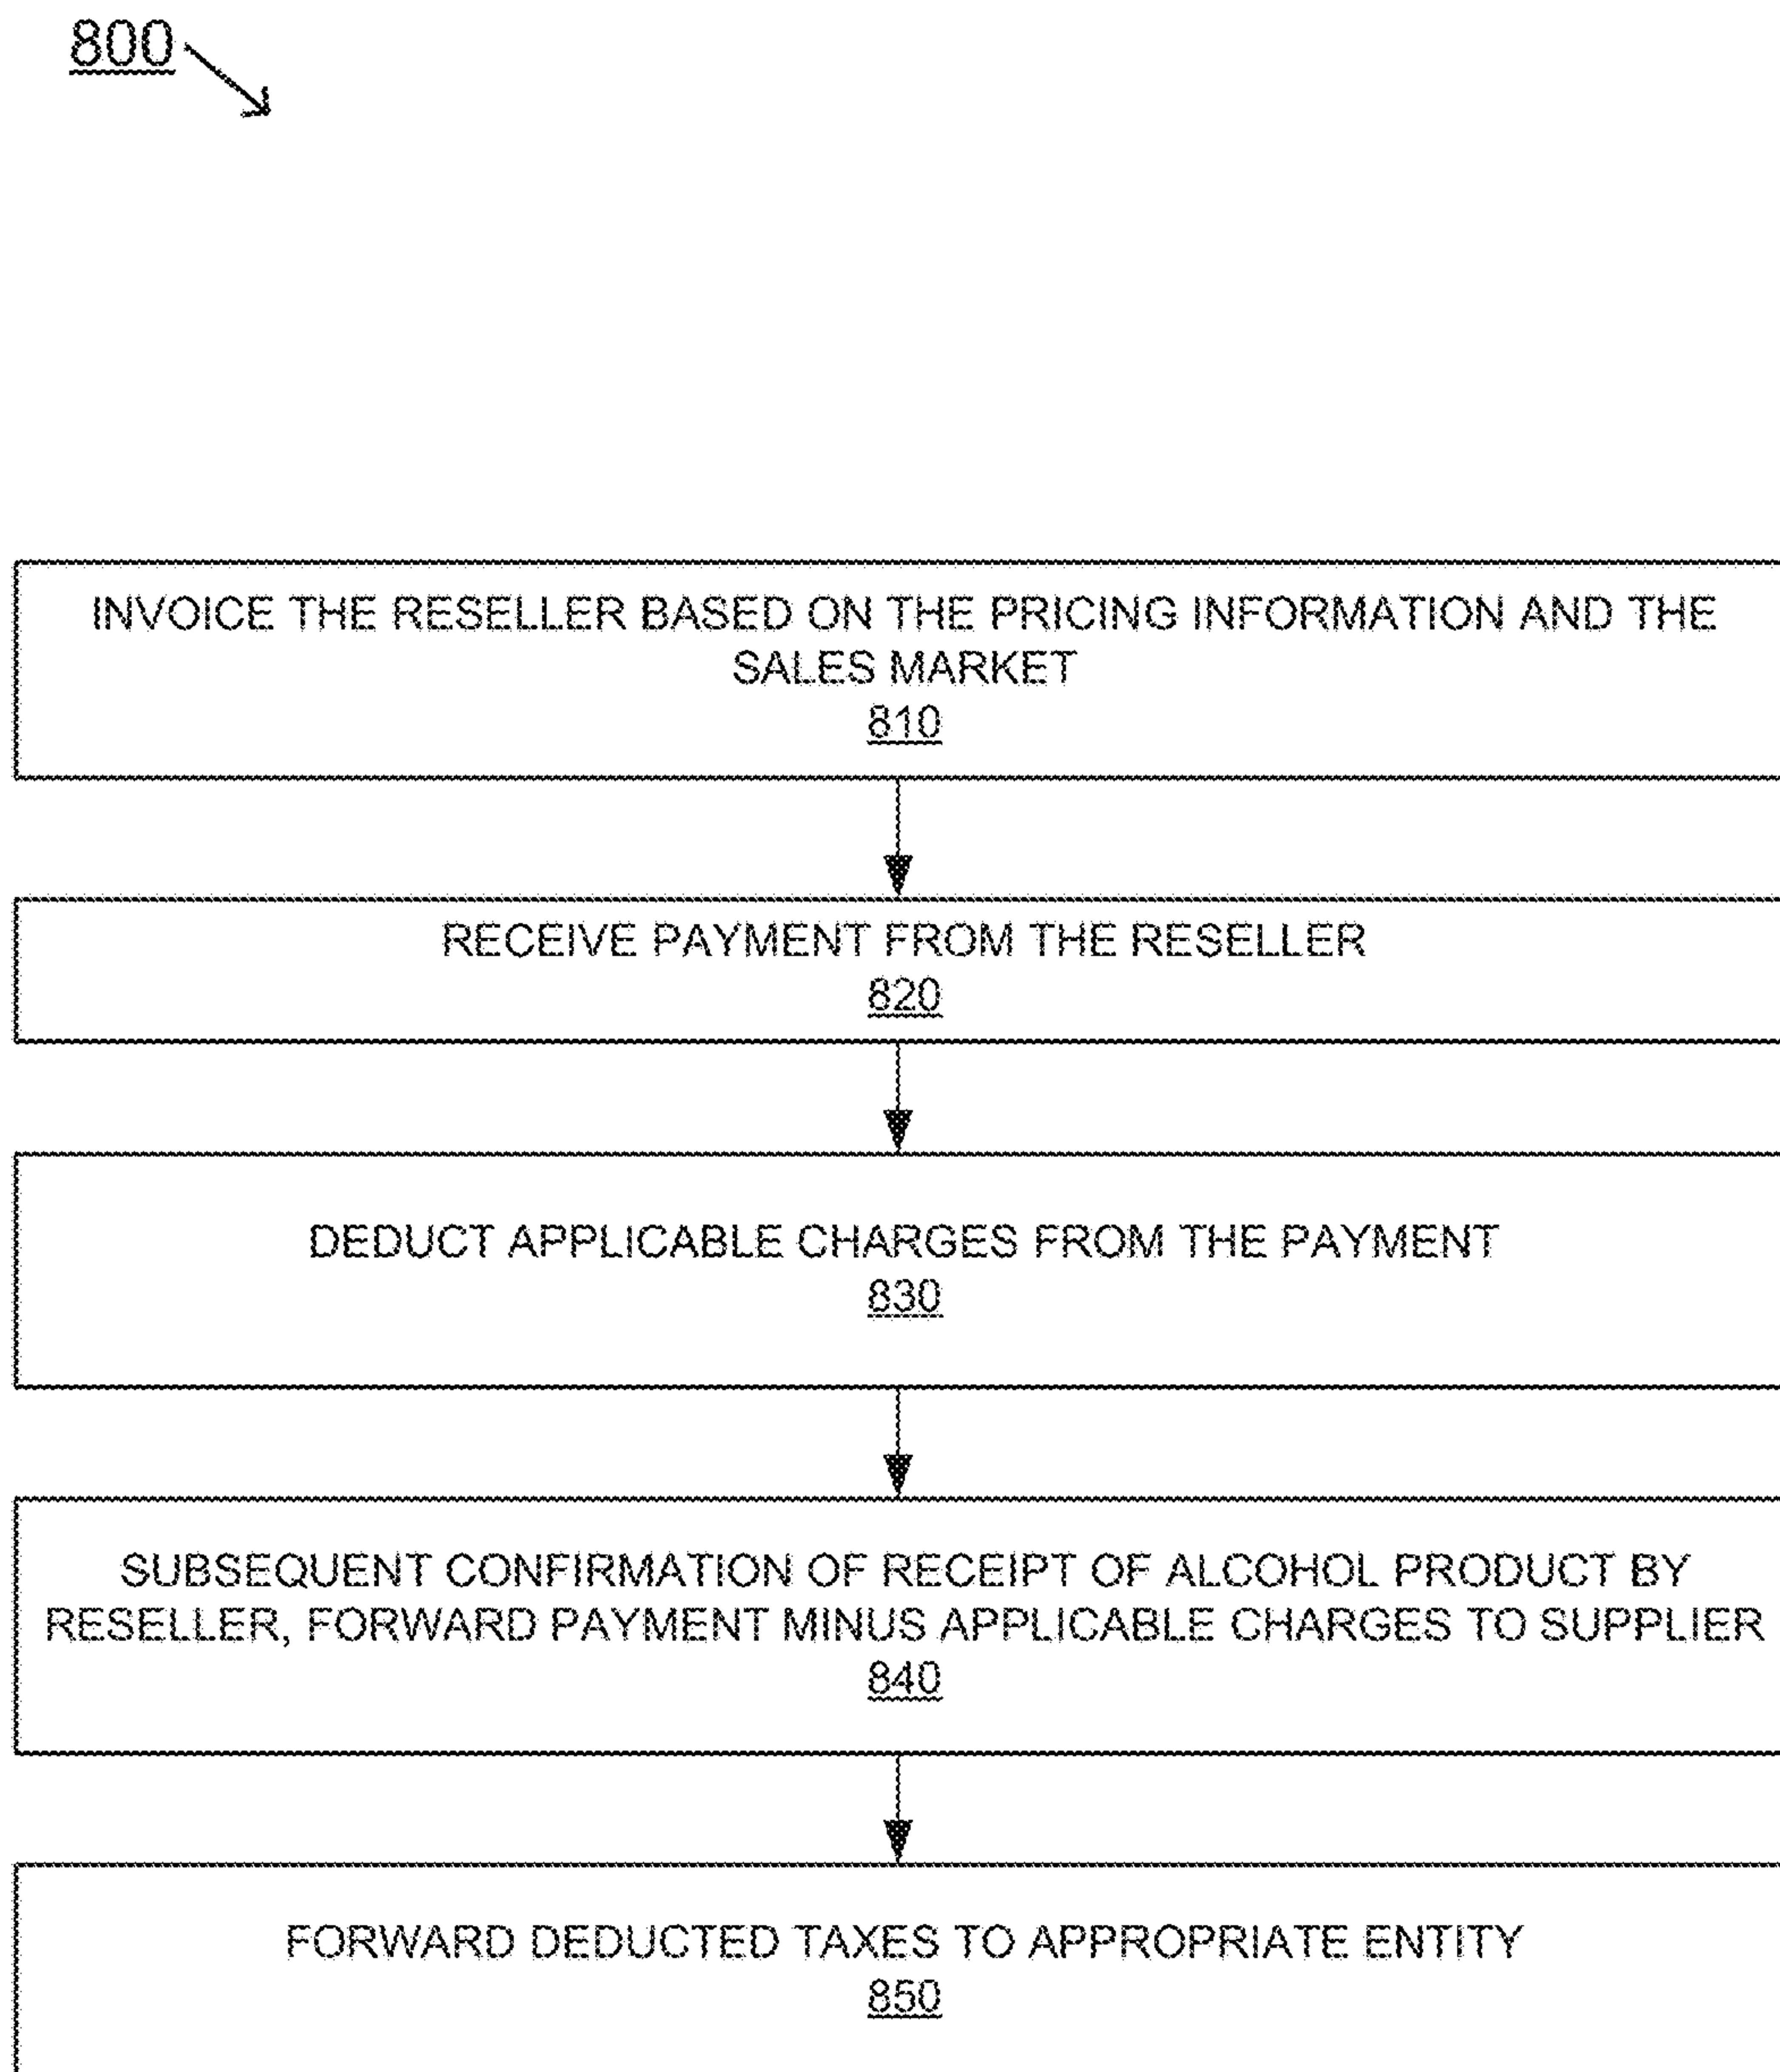 800
INVOICE THE RESELLER BASED ON THE PRICING INFORMATION AND THE
SALES MARKET
810
RECEIVE PAYMENT FROM THE RESELLER
820
DEDUCT APPLICABLE CHARGES FROM THE PAYMENT
830
SUBSEQUENT CONFIRMATION OF RECEIPT OF ALCOHOL PRODUCT BY
RESELLER, FORWARD PAYMENT MINUS APPLICABLE CHARGES TO SUPPLIER
840
FORWARD DEDUCTED TAXES TO APPROPRIATE ENTITY
850